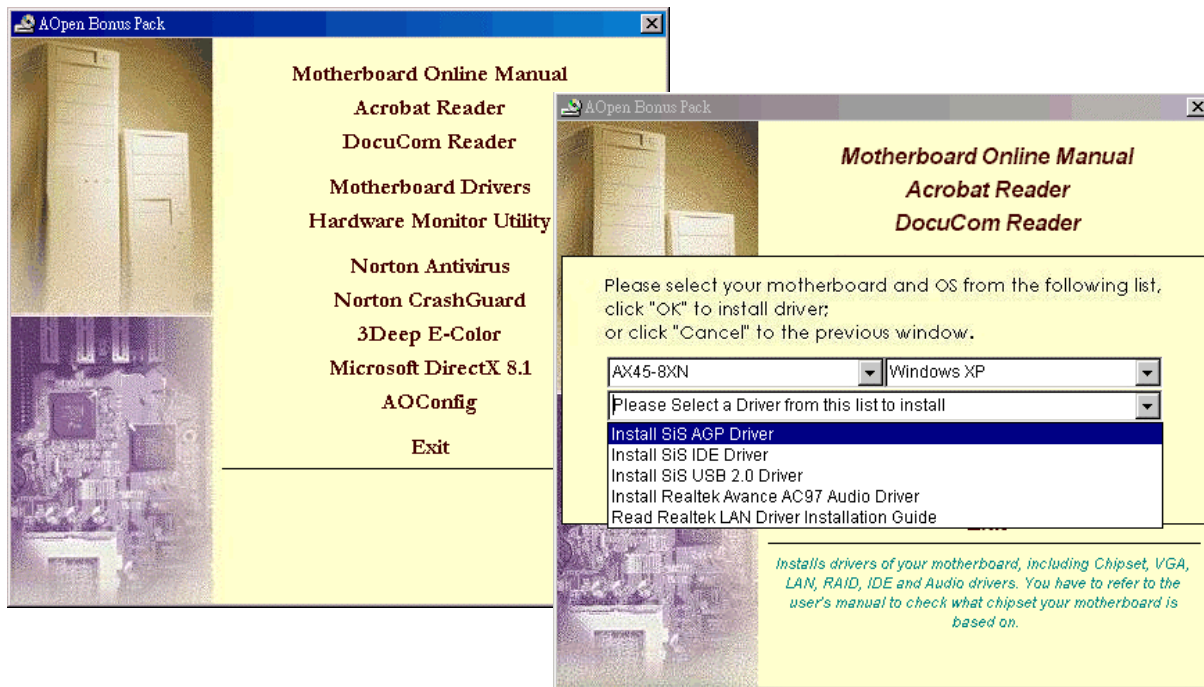 AOpen Bonus Pack
Motherboard Online Manual
Acrobat Reader
DocuCom Reader
Motherboard Drivers
Hardware Monitor Utility
Norton Antivirus
Norton CrashGuard
3Deep E-Color
Microsoft DirectX 8.1
AOConfig
Exit
AOpen Bonus Pack
Motherboard Online Manual
Acrobat Reader
DocuCom Reader
Please select your motherboard and OS from the following list,
click "OK" to install driver;
or click "Cancel" to the previous window.
AX45-8XN
Windows XP
Please Select a Driver from this list to install
Install SiS AGP Driver
Install SiS IDE Driver
Install SiS USB 2.0 Driver
Install Realtek Avance AC97 Audio Driver
Read Realtek LAN Driver Installation Guide
Installs drivers of your motherboard, including Chipset, VGA,
LAN, RAID, IDE and Audio drivers. You have to refer to the
user's manual to check what chipset your motherboard is
based on.